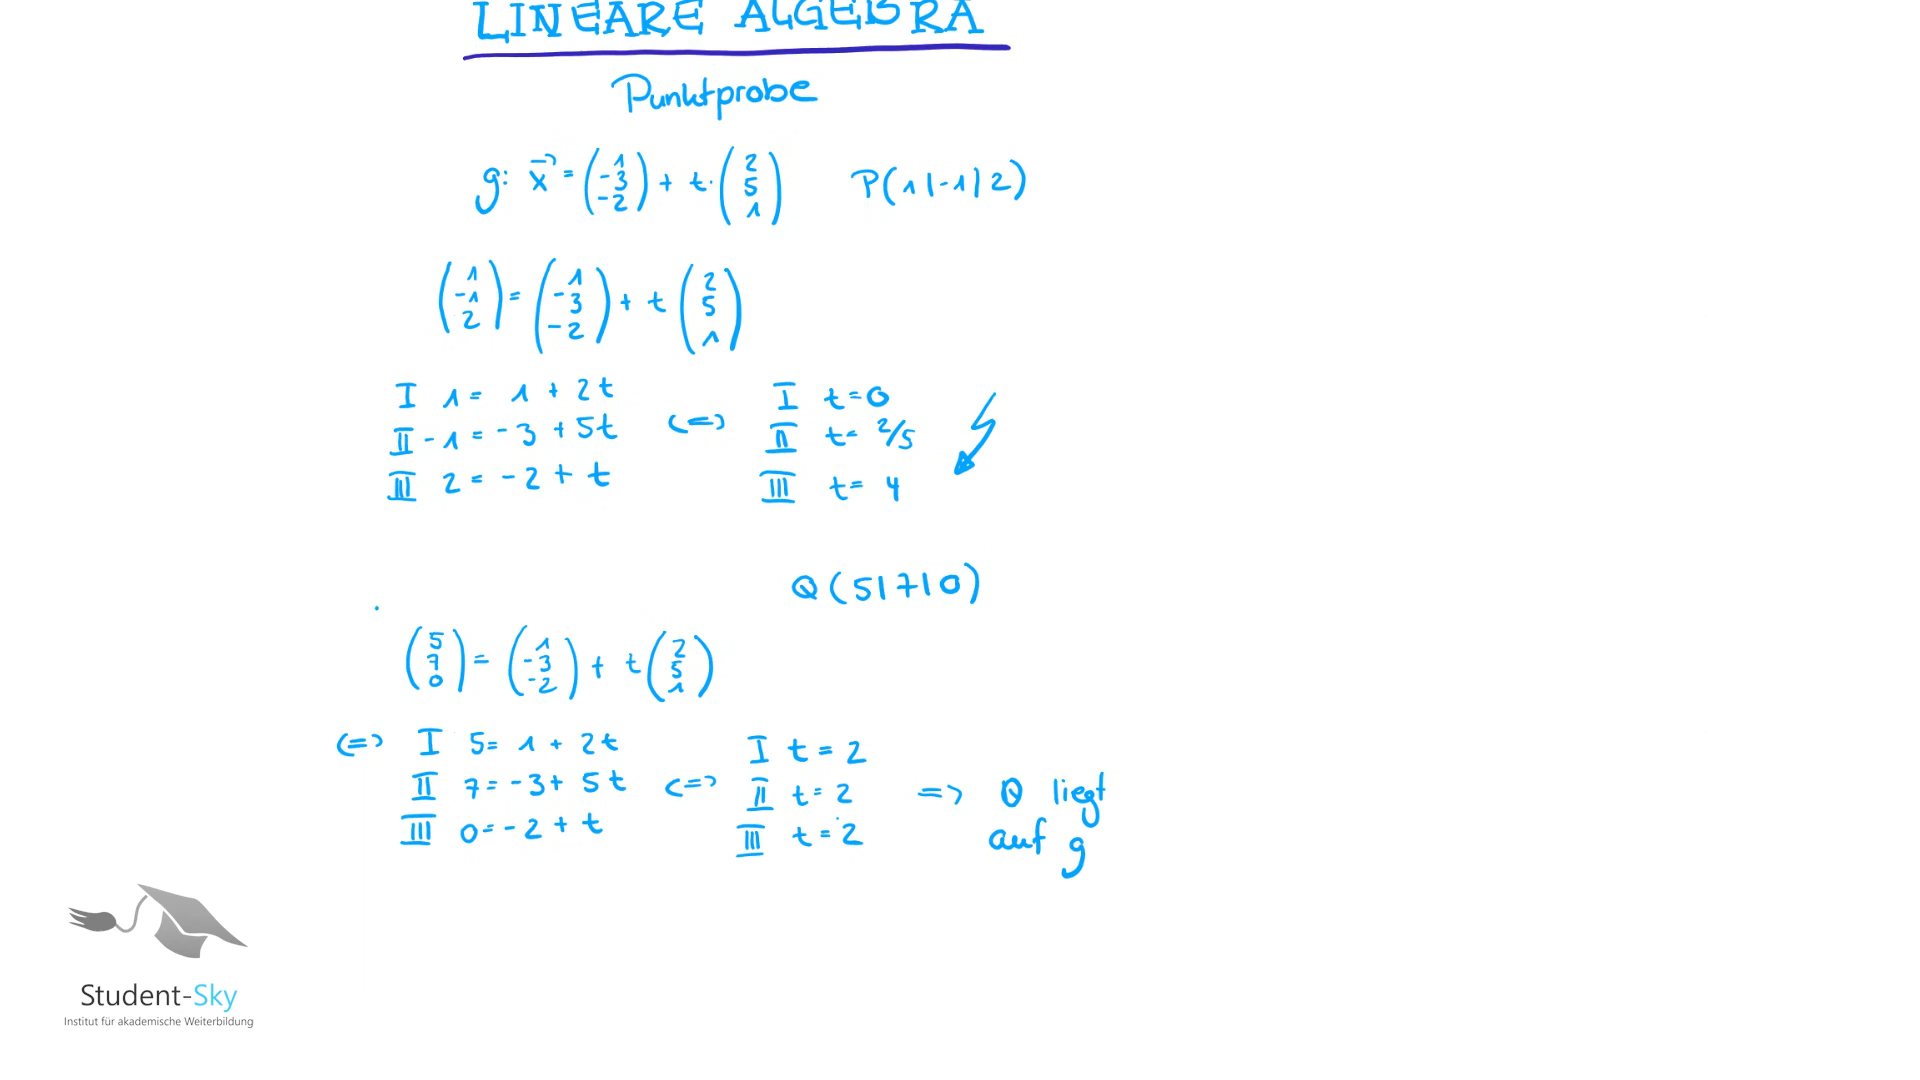 LINEARE ALGEBRA
Punktprobe
g: x⃗ = (1 -3 -2) + t · (2 5 1) P(1|-1|2)
(1 -1 2) = (1 -3 -2) + t (2 5 1)
I 1 = 1 + 2t I t=0
II -1 = -3 + 5t <=> II t= 2/5
III 2 = -2 + t III t= 4
Q(5|7|0)
(5 7 0) = (1 -3 -2) + t (2 5 1)
<=> I 5 = 1 + 2t I t = 2
II 7 = -3 + 5t <=> II t = 2 => Q liegt
III 0 = -2 + t III t = 2 auf g
Student-Sky
Institut für akademische Weiterbildung